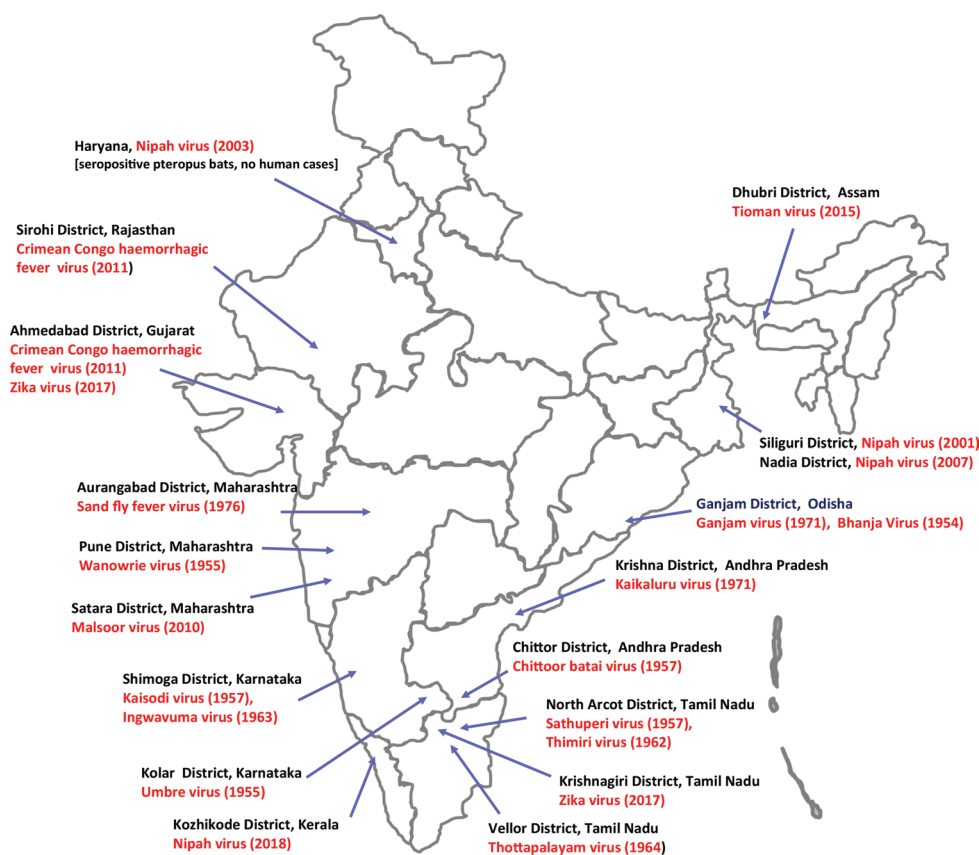 Haryana, Nipah virus (2003)
[seropositive pteropus bats, no human cases]
Dhubri District, Assam
Tioman virus (2015)
Sirohi District, Rajasthan
Crimean Congo haemorrhagic
fever virus (2011)
Ahmedabad District, Gujarat
Crimean Congo haemorrhagic
fever virus (2011)
Zika virus (2017)
Siliguri District, Nipah virus (2001)
Nadia District, Nipah virus (2007)
Aurangabad District, Maharashtra
Sand fly fever virus (1976)
Ganjam District, Odisha
Ganjam virus (1971), Bhanja Virus (1954)
Pune District, Maharashtra
Wanowrie virus (1955)
Krishna District, Andhra Pradesh
Kaikaluru virus (1971)
Satara District, Maharashtra
Malsoor virus (2010)
Chittor District, Andhra Pradesh
Chittoor batai virus (1957)
Shimoga District, Karnataka
Kaisodi virus (1957),
Ingwavuma virus (1963)
North Arcot District, Tamil Nadu
Sathuperi virus (1957),
Thimiri virus (1962)
Kolar District, Karnataka
Umbre virus (1955)
Krishnagiri District, Tamil Nadu
Zika virus (2017)
Kozhikode District, Kerala
Nipah virus (2018)
Vellor District, Tamil Nadu
Thottapalayam virus (1964)